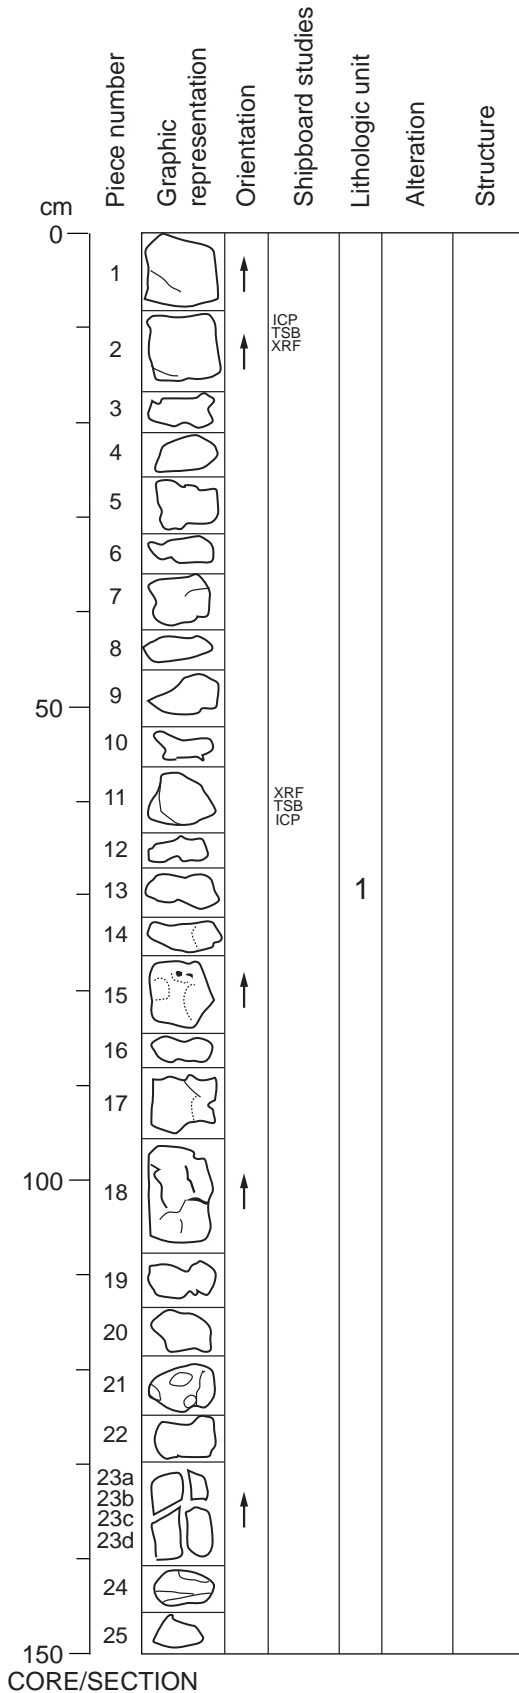 cm
Piece number
Graphic
representation
Orientation
Shipboard studies
Lithologic unit
Alteration
Structure
0
1
ICP
TSB
XRF
2
3
4
5
6
7
8
50
9
10
11
XRF
TSB
ICP
12
13
1
14
15
16
17
100
18
19
20
21
22
23a
23b
23c
23d
24
25
150
CORE/SECTION